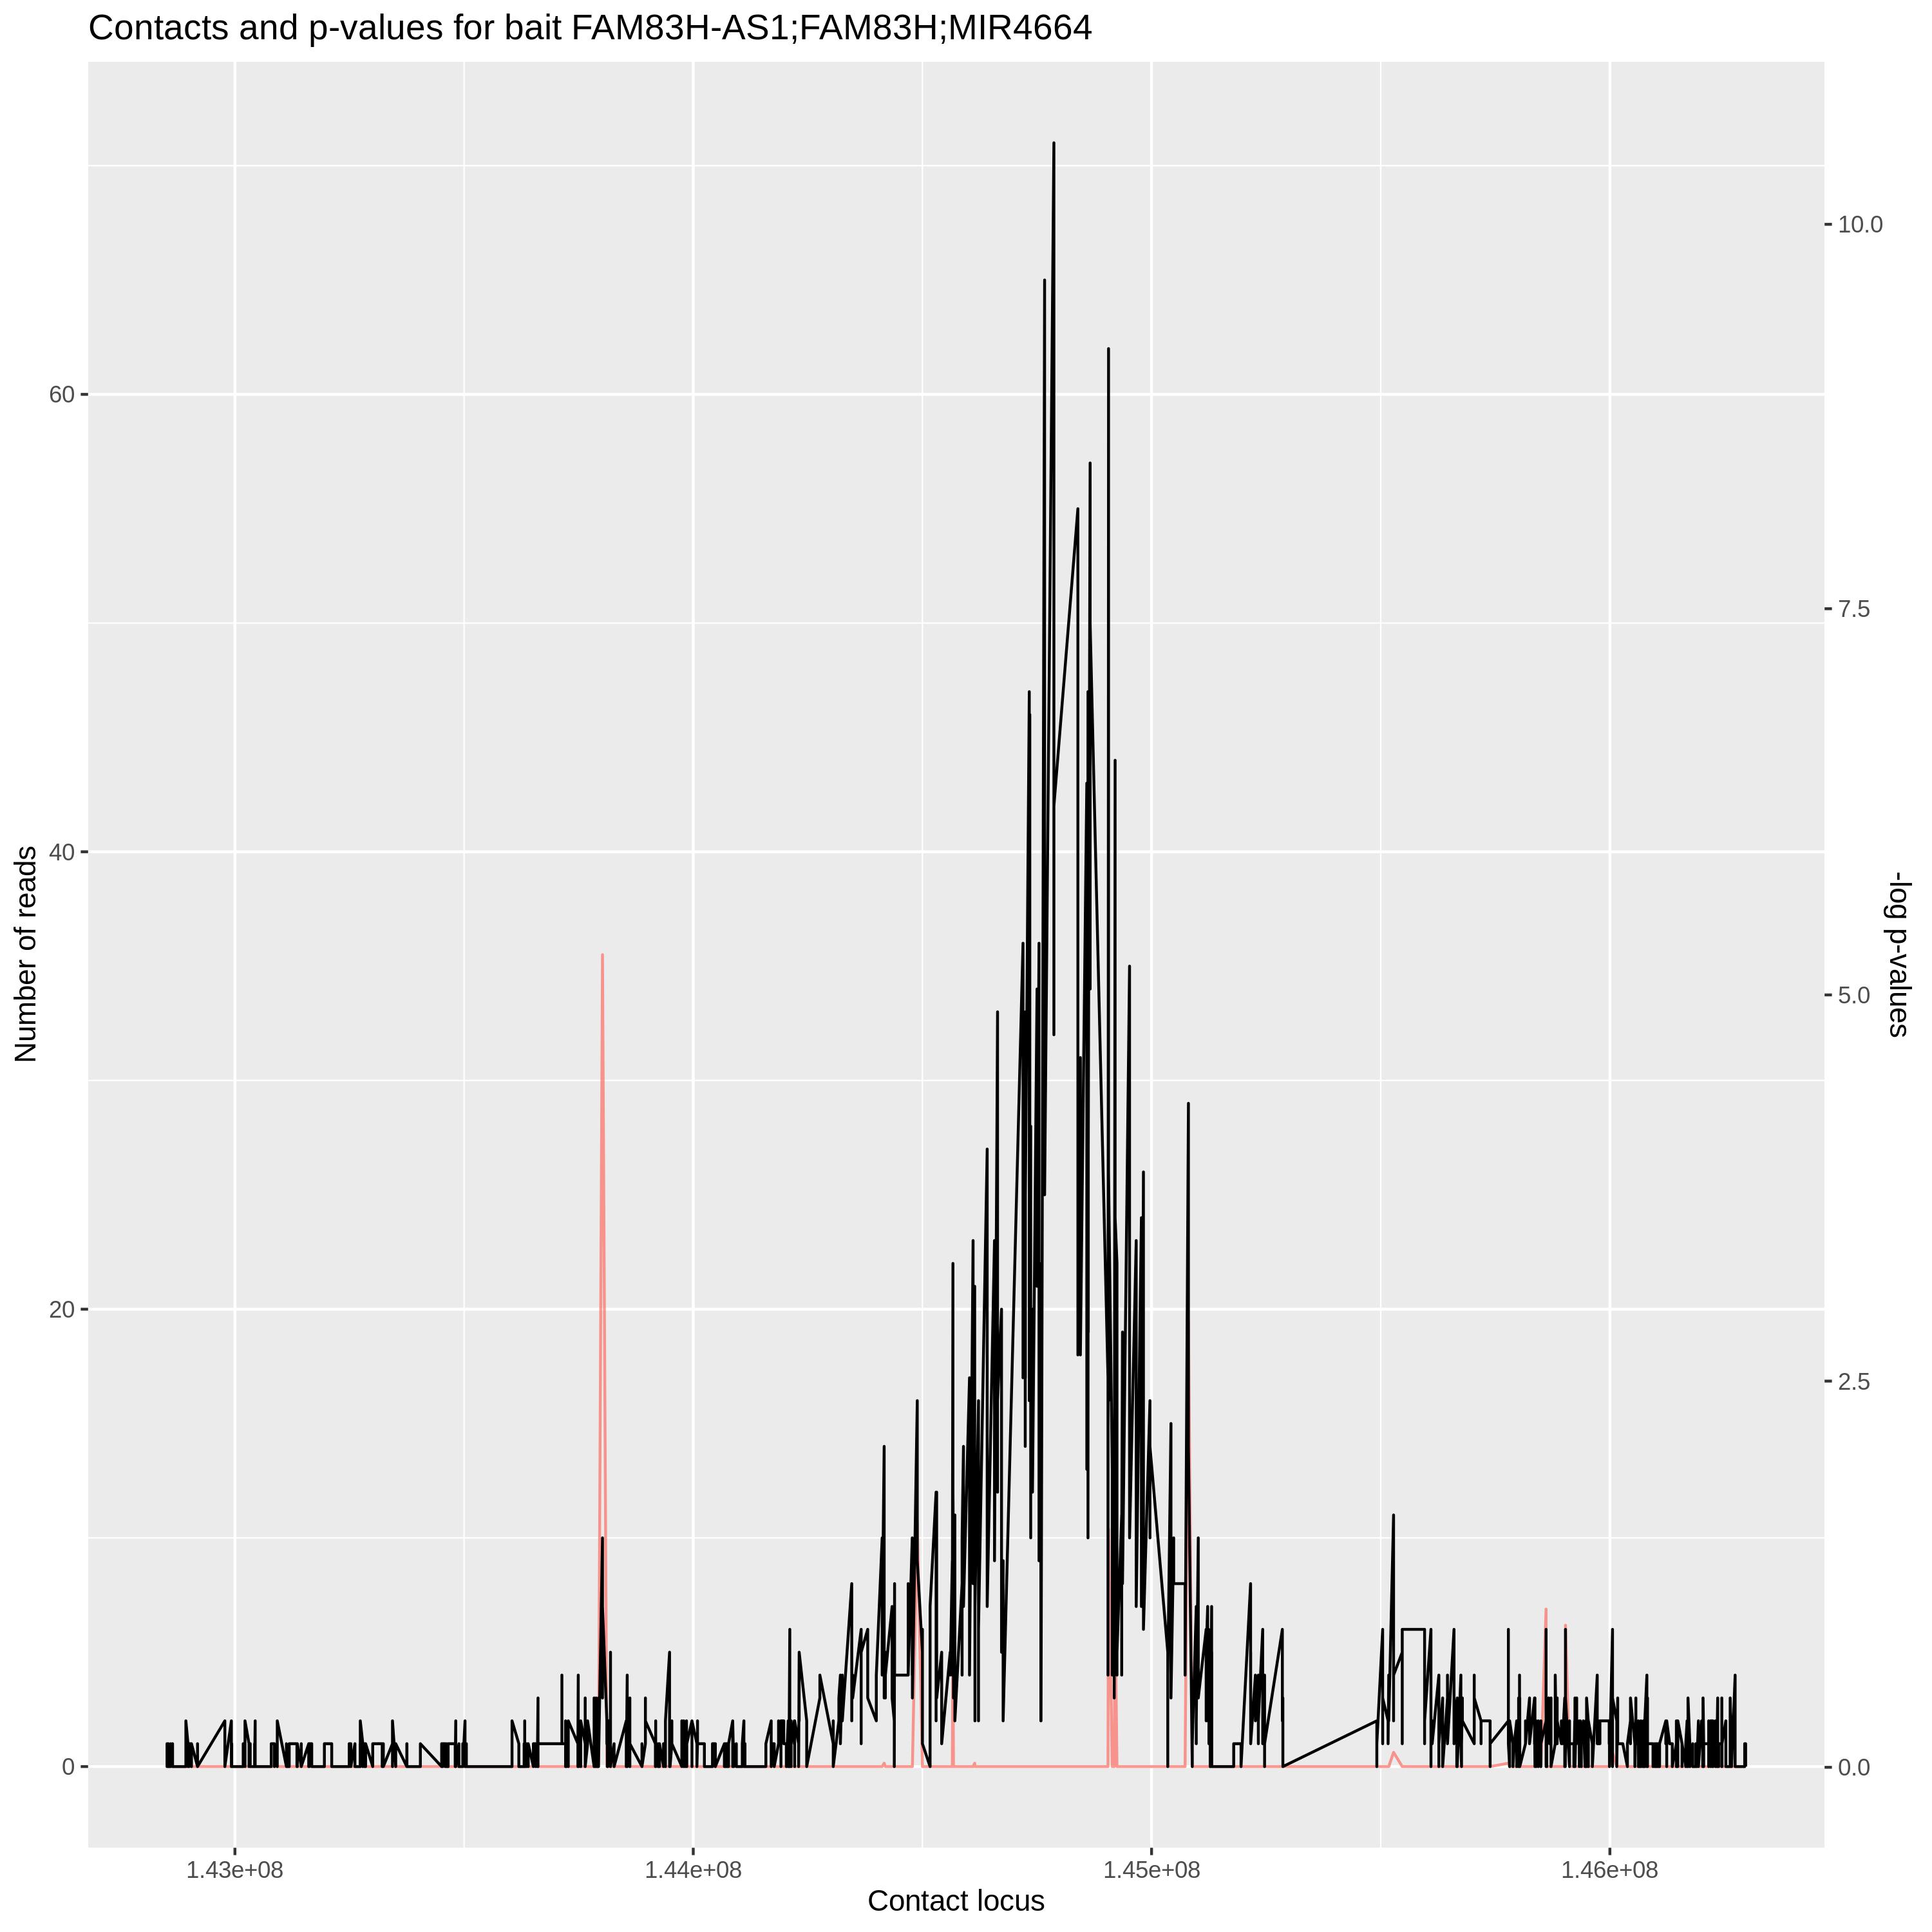 Contacts and p-values for bait FAM83H-AS1;FAM83H;MIR4664
60
40
20
0
Number of reads
10.0
7.5
5.0
2.5
0.0
-log p-values
1.43e+08
1.44e+08
1.45e+08
1.46e+08
Contact locus